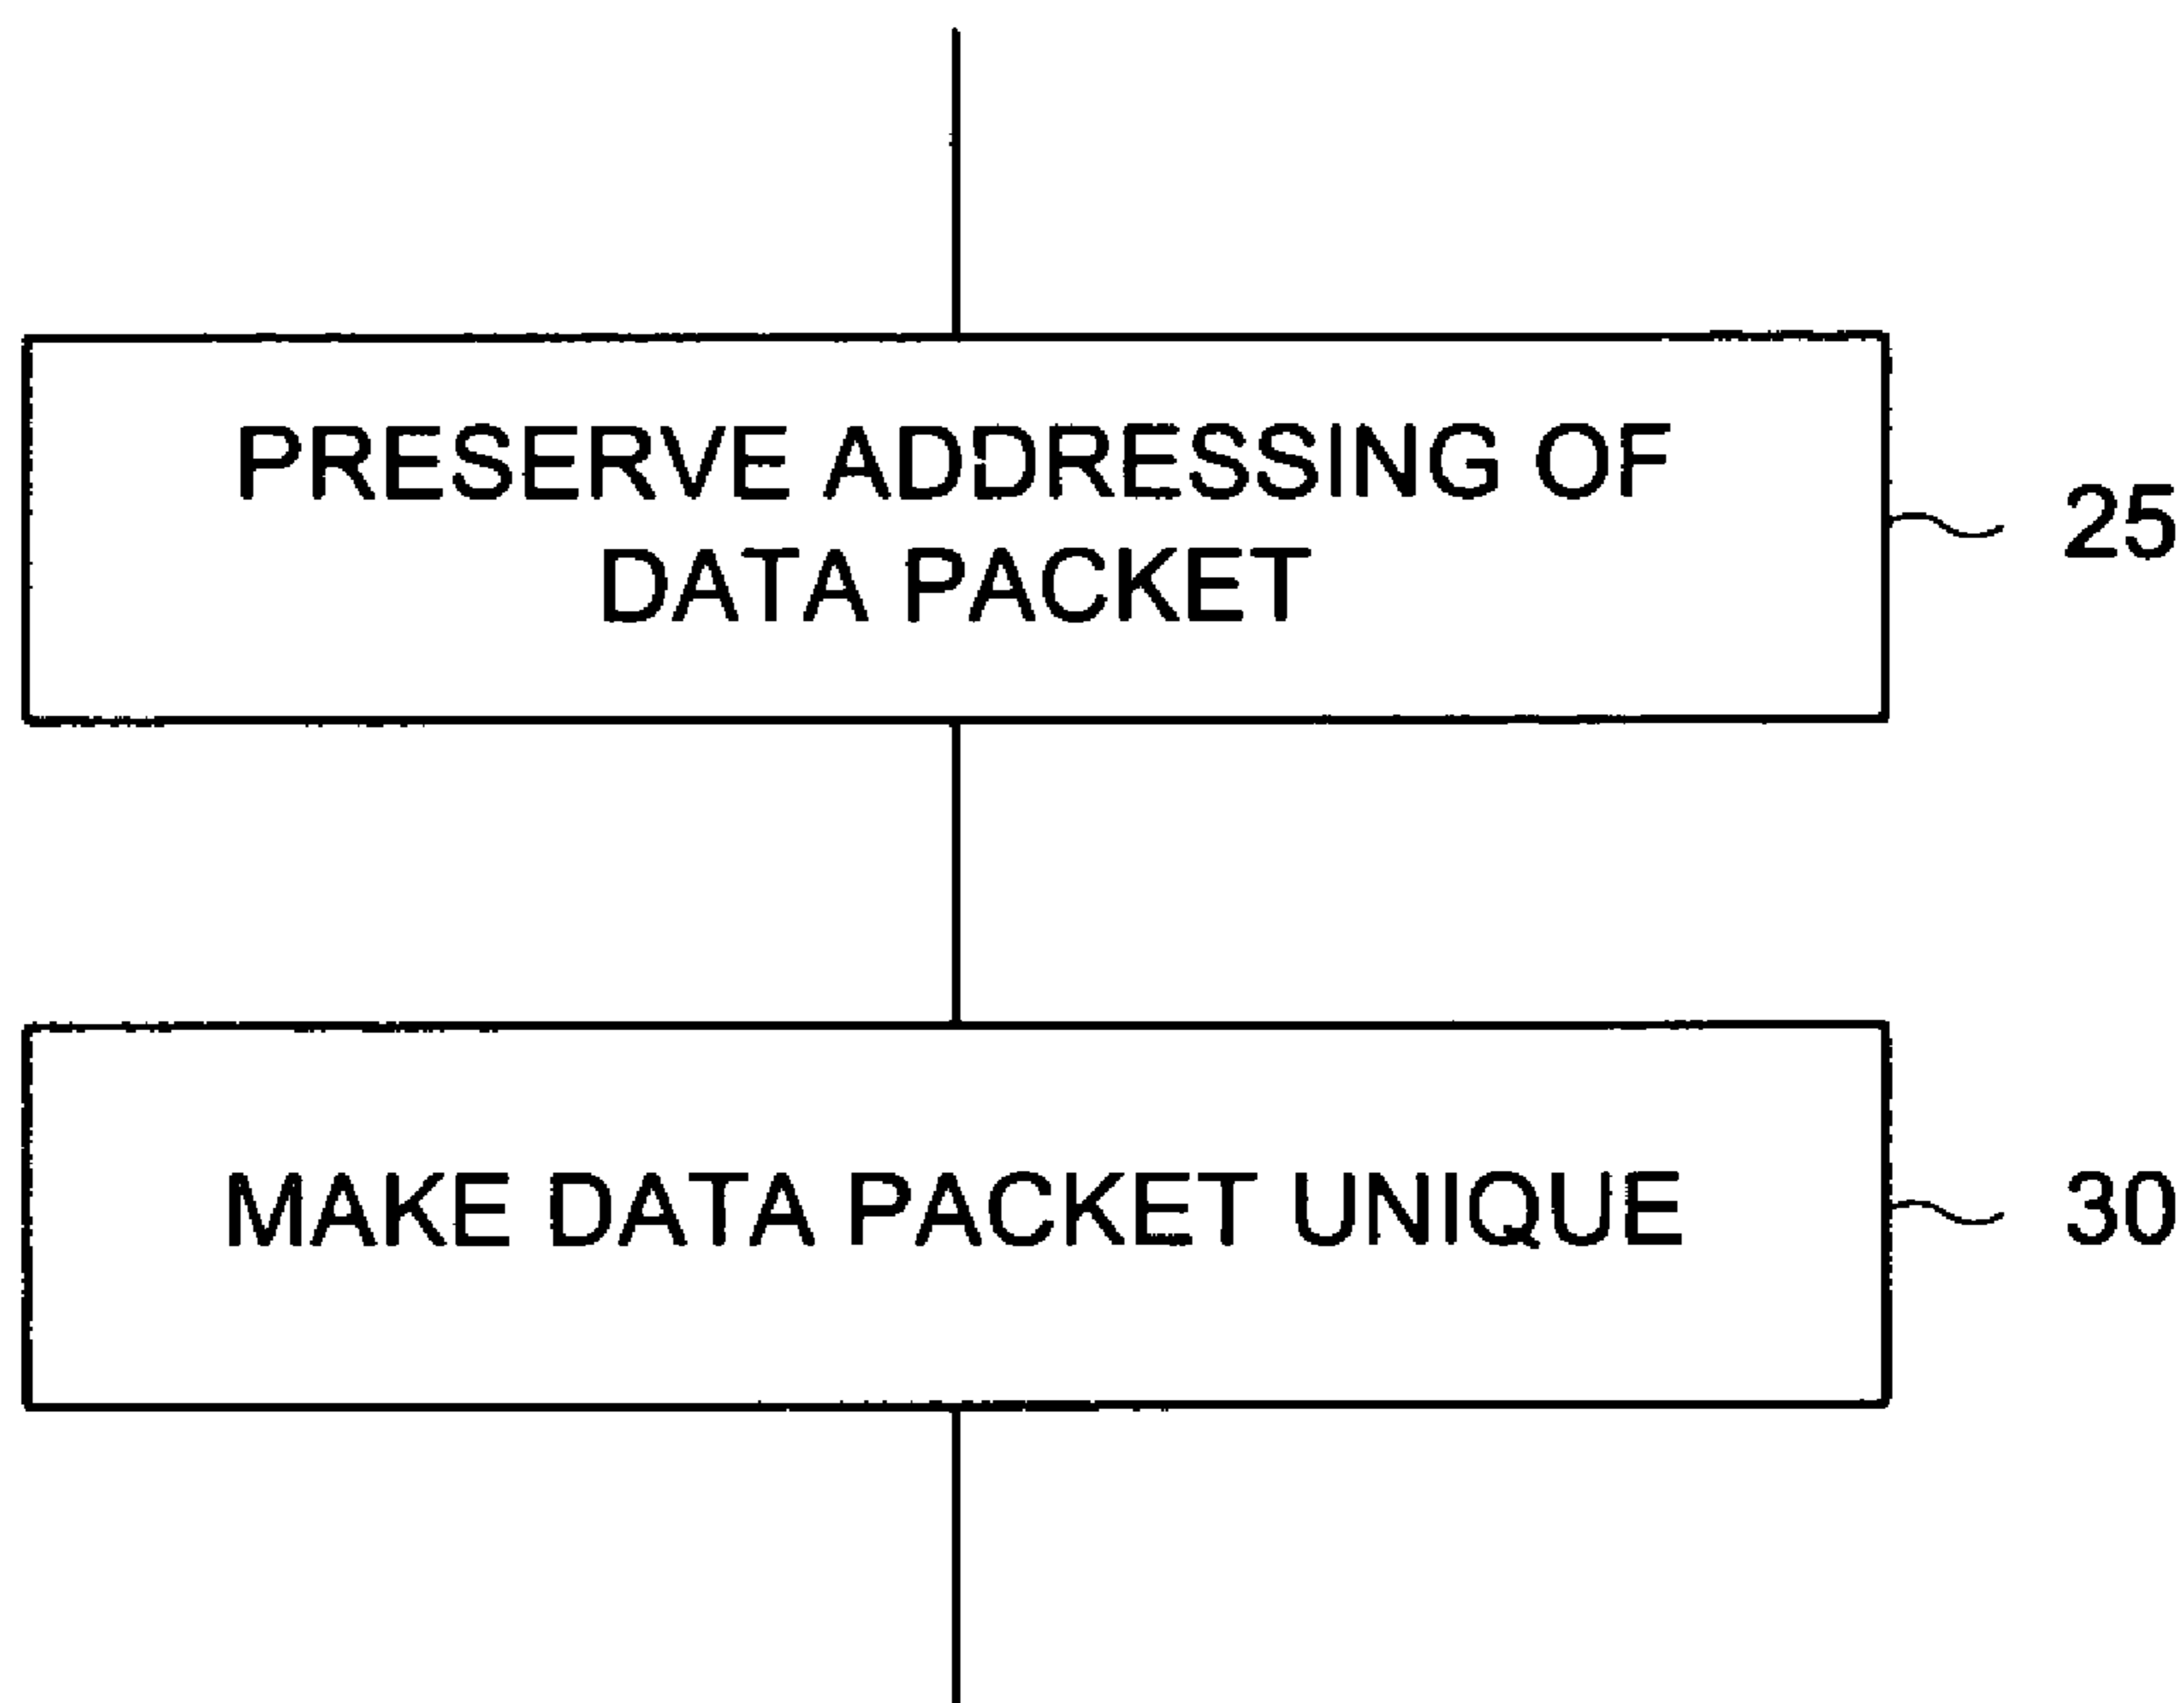 PRESERVE ADDRESSING OF
DATA PACKET
25
MAKE DATA PACKET UNIQUE
30